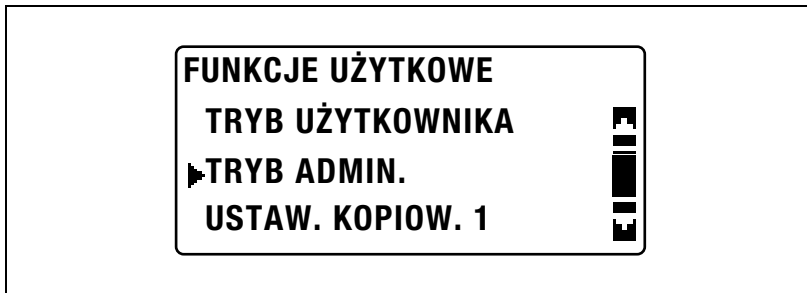 FUNKCJE UŻYTKOWE
TRYB UŻYTKOWNIKA
TRYB ADMIN.
USTAW. KOPIOW. 1